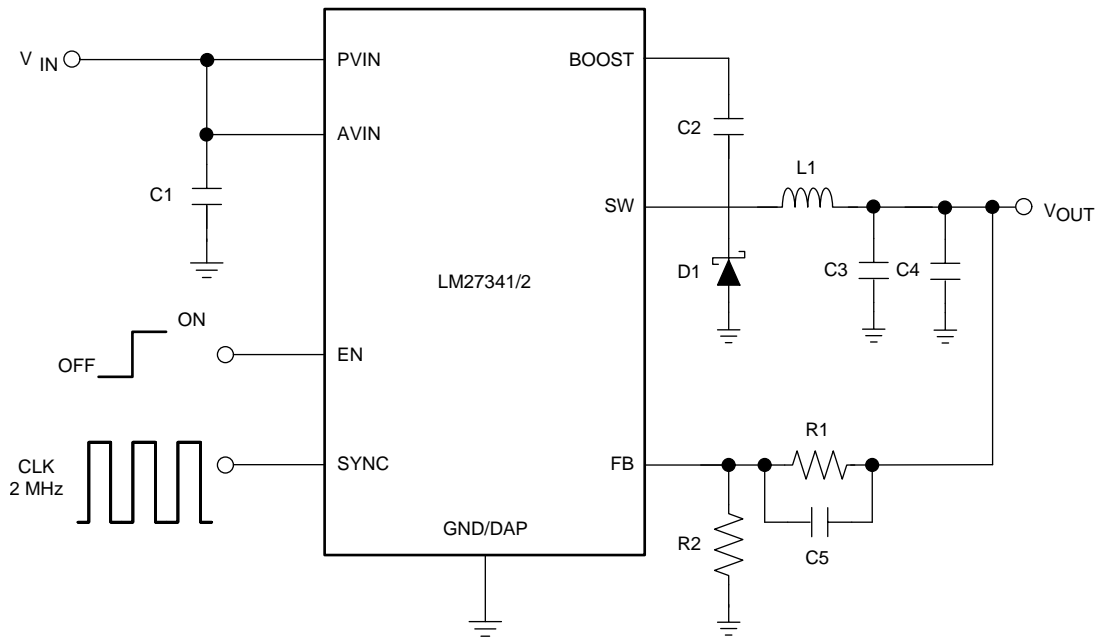 V IN
PVIN
BOOST
AVIN
C2
C1
L1
SW
VOUT
LM27341/2
D1
C3
C4
ON
OFF
EN
CLK
2 MHz
SYNC
R1
FB
GND/DAP
R2
C5